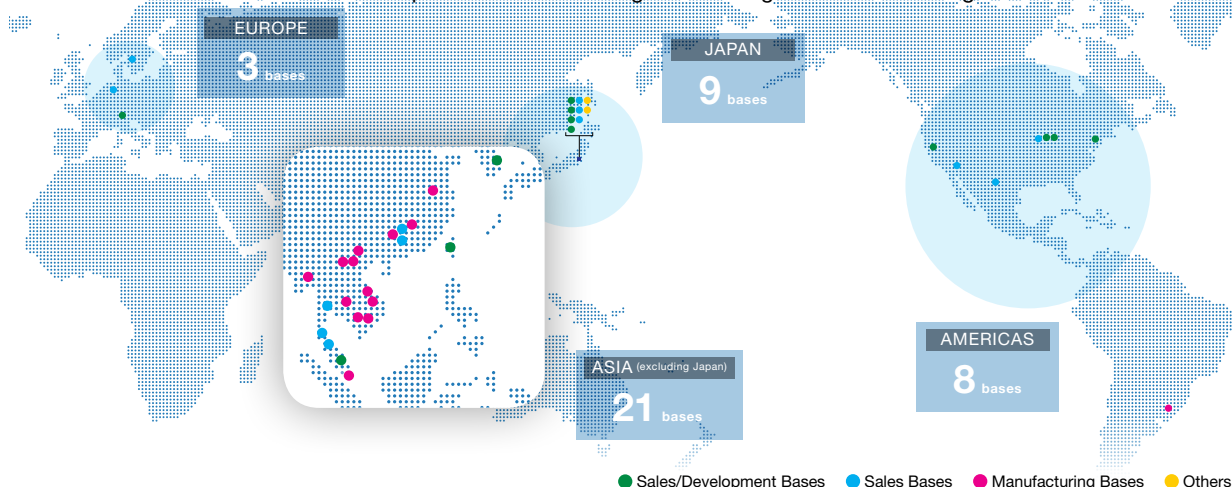 EUROPE
3 bases
JAPAN
9 bases
ASIA (excluding Japan)
21 bases
AMERICAS
8 bases
Sales/Development Bases
Sales Bases
Manufacturing Bases
Others